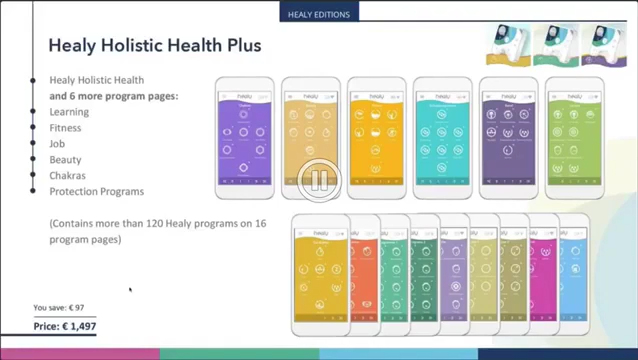 HEALY EDITIONS
Healy Holistic Health Plus
Healy Holistic Health
and 6 more program pages:
Learning
Fitness
Job
Beauty
Chakras
Protection Programs
(Contains more than 120 Healy programs on 16
program pages)
You save: € 97
Price: € 1,497